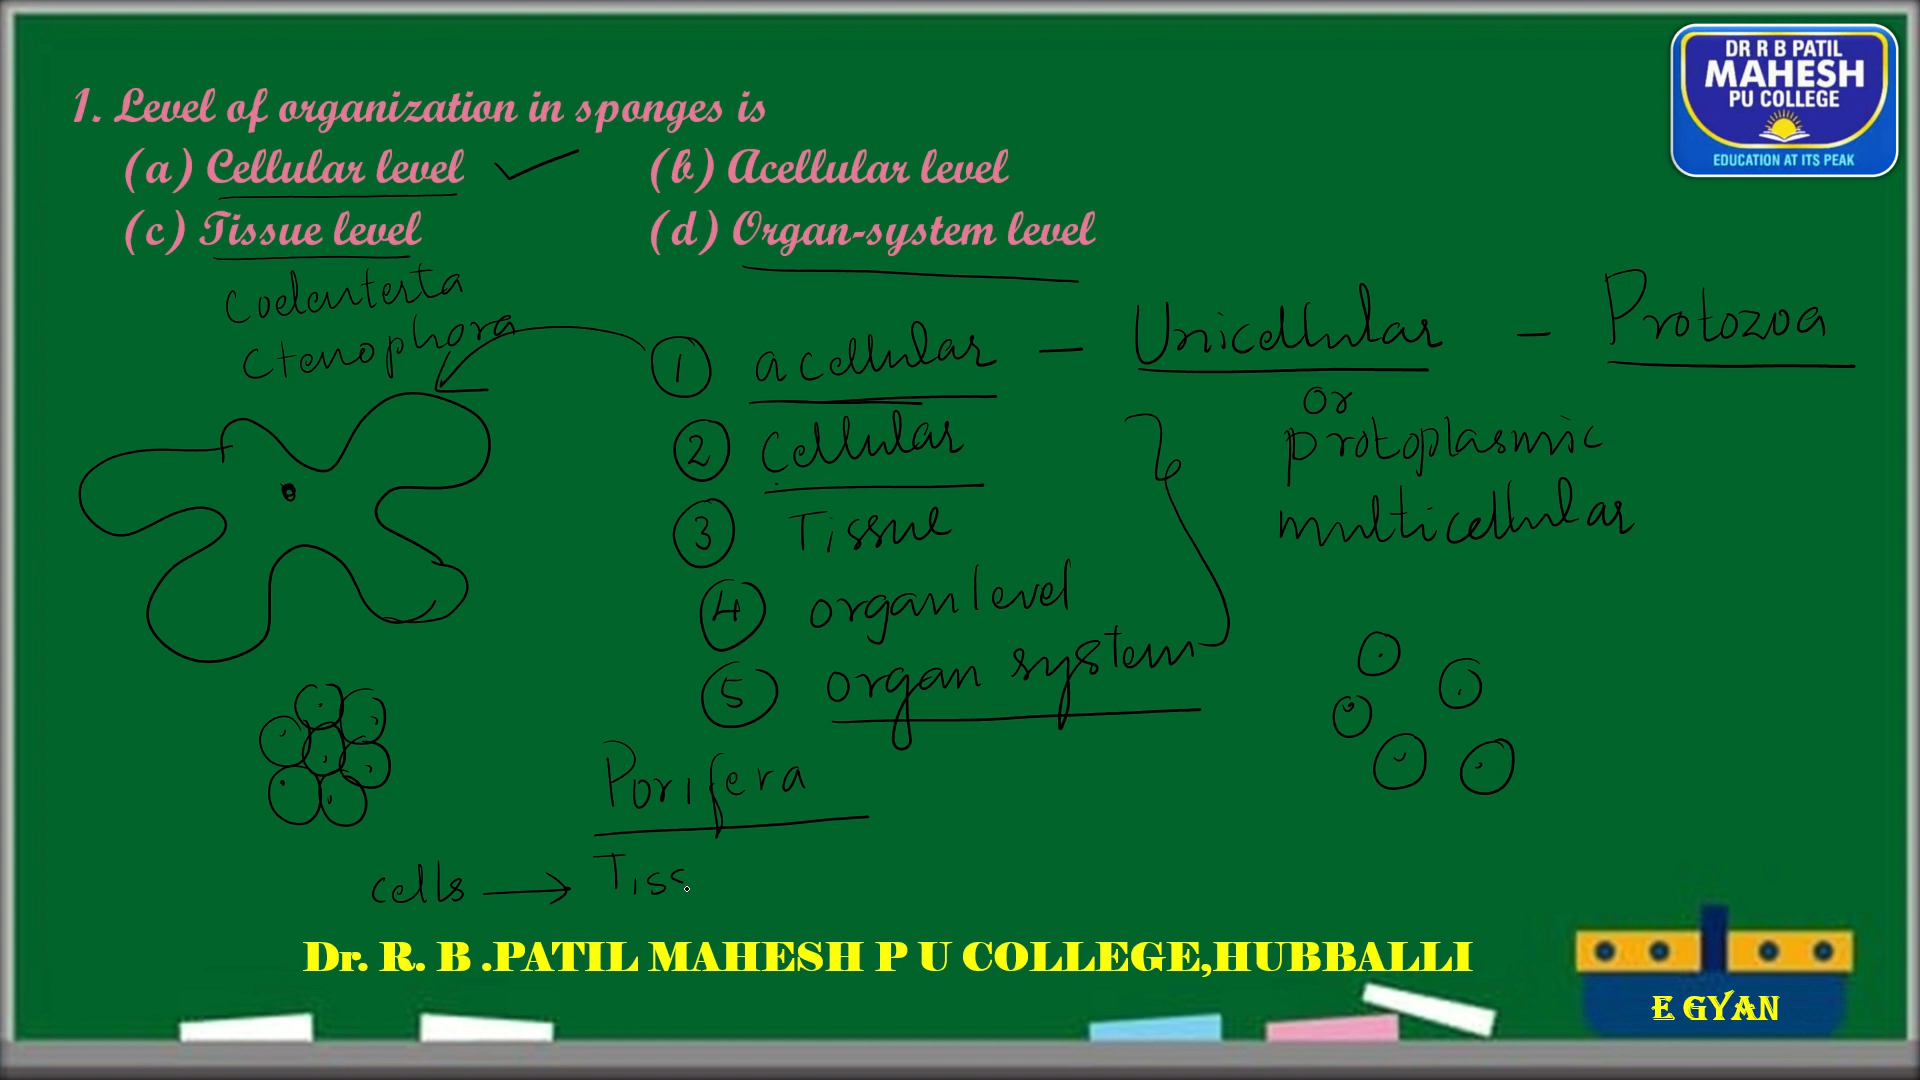 DR R B PATIL
MAHESH
PU COLLEGE
EDUCATION AT ITS PEAK
1. Level of organization in sponges is
(a) Cellular level (b) Acellular level
(c) Tissue level (d) Organ-system level
Coelenterta
Ctenophora
1 acellular — Unicellular — Protozoa
or
2 Cellular protoplasmic
3 Tissue multicellular
4 organ level
5 organ system
Porifera
cells → Tiss
Dr. R. B .PATIL MAHESH P U COLLEGE,HUBBALLI
E GYAN